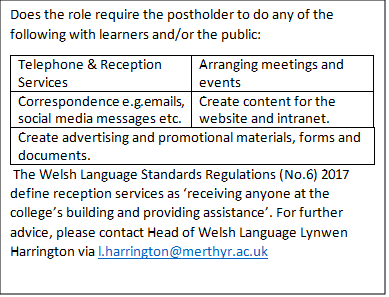 Does the role require the postholder to do any of the
following with learners and/or the public:
Telephone & Reception
Services
Arranging meetings and
events
Correspondence e.g.emails,
social media messages etc.
Create content for the
website and intranet.
Create advertising and promotional materials, forms and
documents.
The Welsh Language Standards Regulations (No.6) 2017
define reception services as ‘receiving anyone at the
college’s building and providing assistance’. For further
advice, please contact Head of Welsh Language Lynwen
Harrington via l.harrington@merthyr.ac.uk